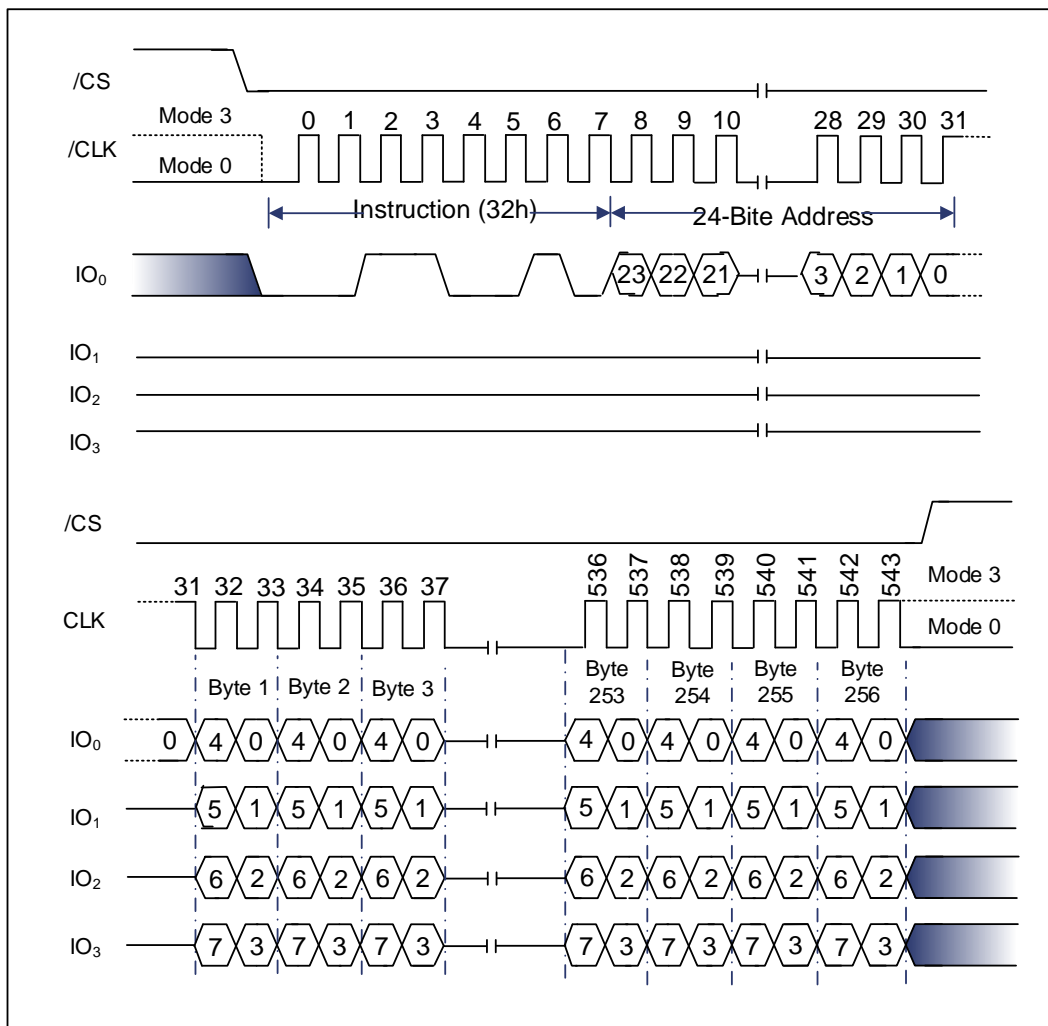 /CS
Mode 3
0 1 2 3 4 5 6 7 8 9 10 28 29 30 31
/CLK
Mode 0
Instruction (32h)
24-Bite Address
IO₀
23 22 21 3 2 1 0
IO₁
IO₂
IO₃
/CS
31 32 33 34 35 36 37 536 537 538 539 540 541 542 543
Mode 3
CLK
Mode 0
Byte 1 Byte 2 Byte 3 Byte 253 Byte 254 Byte 255 Byte 256
IO₀ 0 4 0 4 0 4 0 4 0 4 0 4 0 4 0
IO₁ 5 1 5 1 5 1 5 1 5 1 5 1 5 1
IO₂ 6 2 6 2 6 2 6 2 6 2 6 2 6 2
IO₃ 7 3 7 3 7 3 7 3 7 3 7 3 7 3